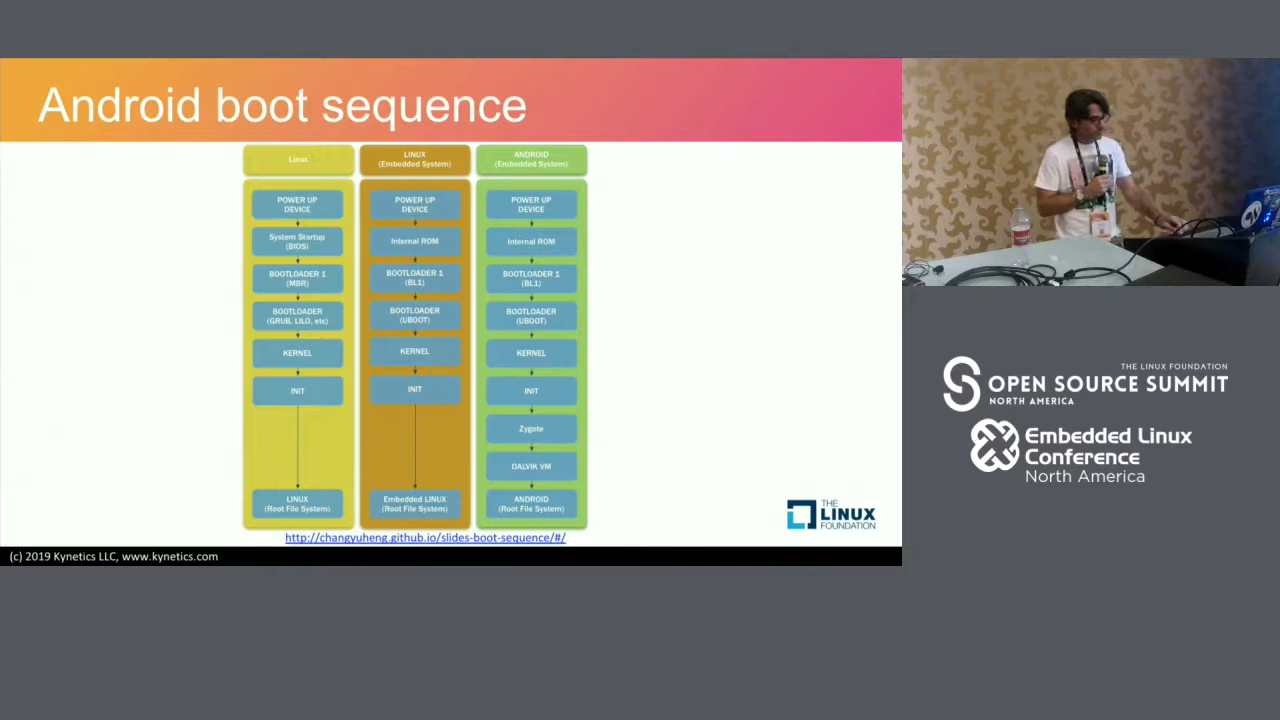 Android boot sequence
Linux
POWER UP
DEVICE
System Startup
(BIOS)
BOOTLOADER 1
(MBR)
BOOTLOADER
(GRUB, LILO, etc)
KERNEL
INIT
LINUX
(Root File System)
LINUX
(Embedded System)
POWER UP
DEVICE
Internal ROM
BOOTLOADER 1
(BL1)
BOOTLOADER
(UBOOT)
KERNEL
INIT
Embedded LINUX
(Root File System)
ANDROID
(Embedded System)
POWER UP
DEVICE
Internal ROM
BOOTLOADER 1
(BL1)
BOOTLOADER
(UBOOT)
KERNEL
INIT
Zygote
DALVIK VM
ANDROID
(Root File System)
http://changyuheng.github.io/slides-boot-sequence/#/
THE
LINUX
FOUNDATION
(c) 2019 Kynetics LLC, www.kynetics.com
THE LINUX FOUNDATION
OPEN SOURCE SUMMIT
NORTH AMERICA
Embedded Linux
Conference
North America